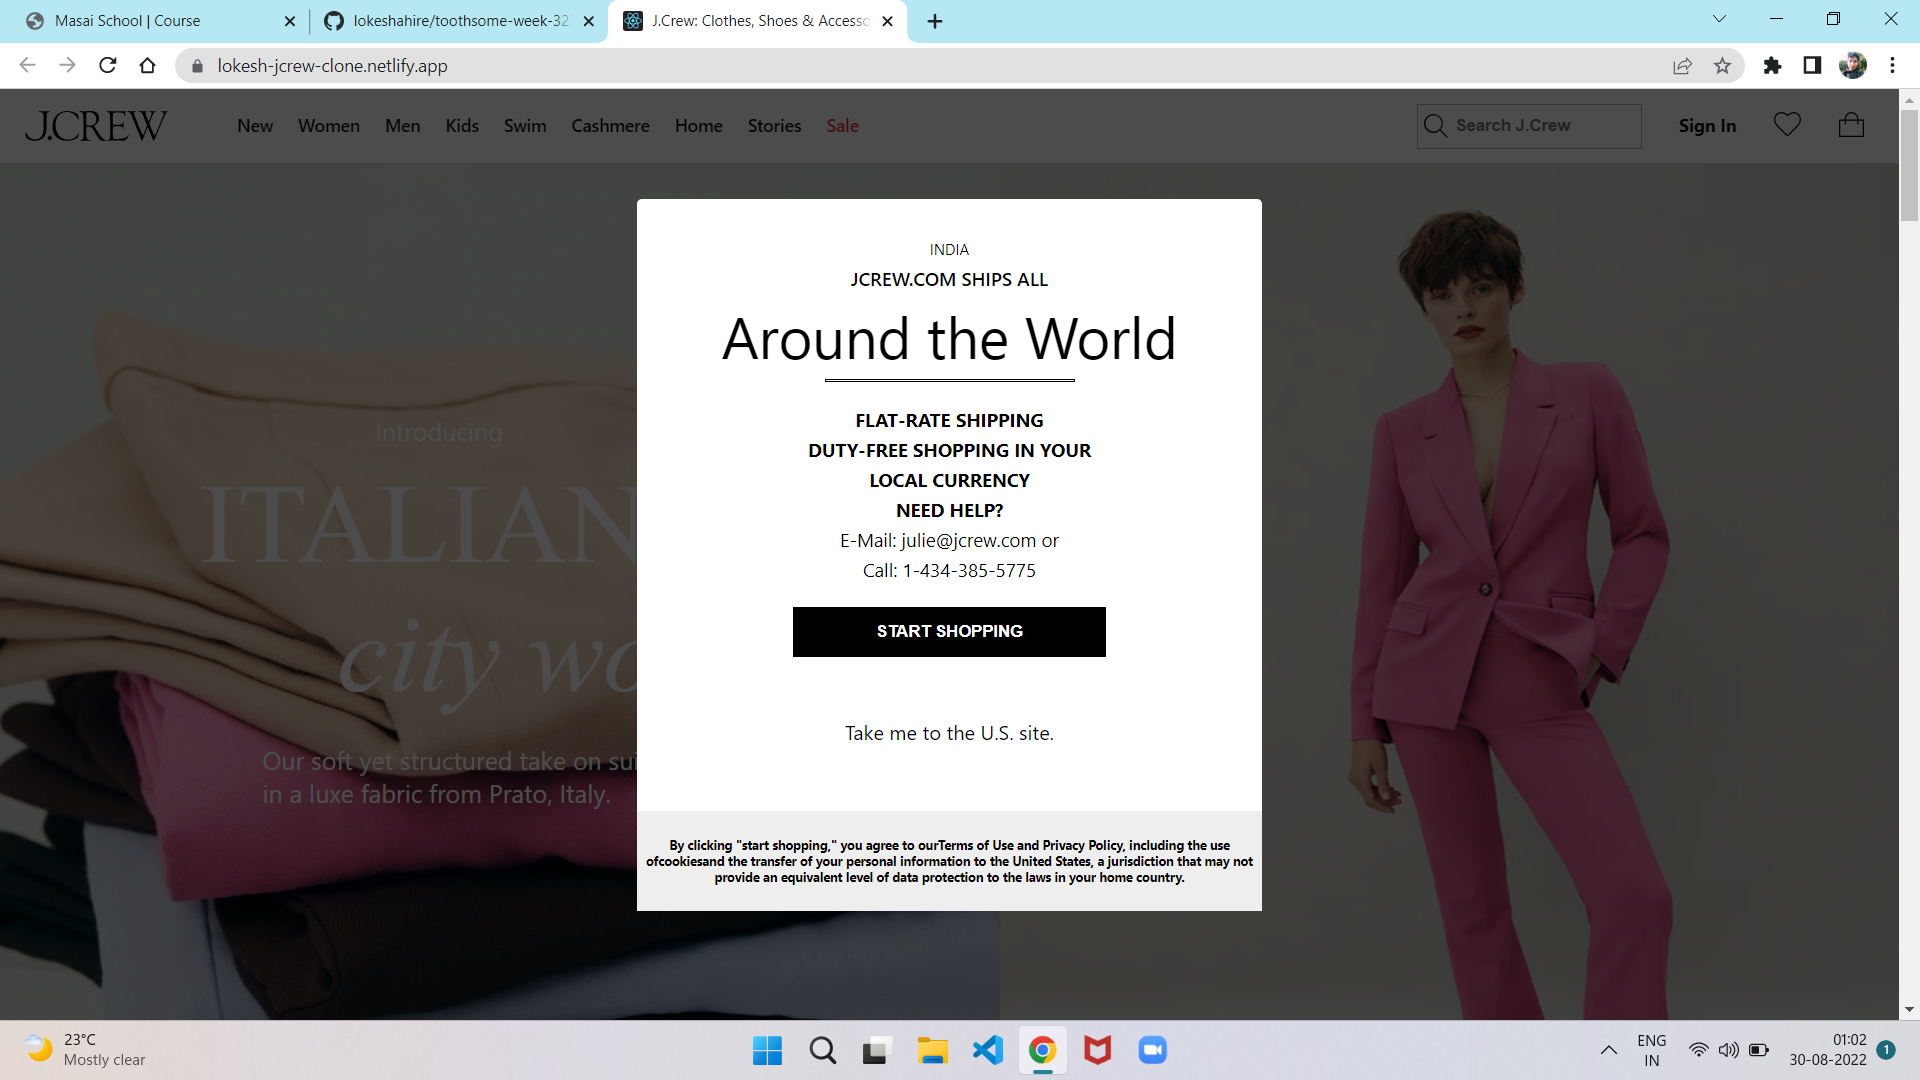 Masai School | Course
lokeshahire/toothsome-week-32
J.Crew: Clothes, Shoes & Accesso
lokesh-jcrew-clone.netlify.app
J.CREW
New Women Men Kids Swim Cashmere Home Stories Sale
Search J.Crew
Sign In
Introducing
ITALIAN
city wo
Our soft yet structured take on sui
in a luxe fabric from Prato, Italy.
INDIA
JCREW.COM SHIPS ALL
Around the World
FLAT-RATE SHIPPING
DUTY-FREE SHOPPING IN YOUR
LOCAL CURRENCY
NEED HELP?
E-Mail: julie@jcrew.com or
Call: 1-434-385-5775
START SHOPPING
Take me to the U.S. site.
By clicking "start shopping," you agree to ourTerms of Use and Privacy Policy, including the use
ofcookiesand the transfer of your personal information to the United States, a jurisdiction that may not
provide an equivalent level of data protection to the laws in your home country.
23°C
Mostly clear
ENG
IN
01:02
30-08-2022
1